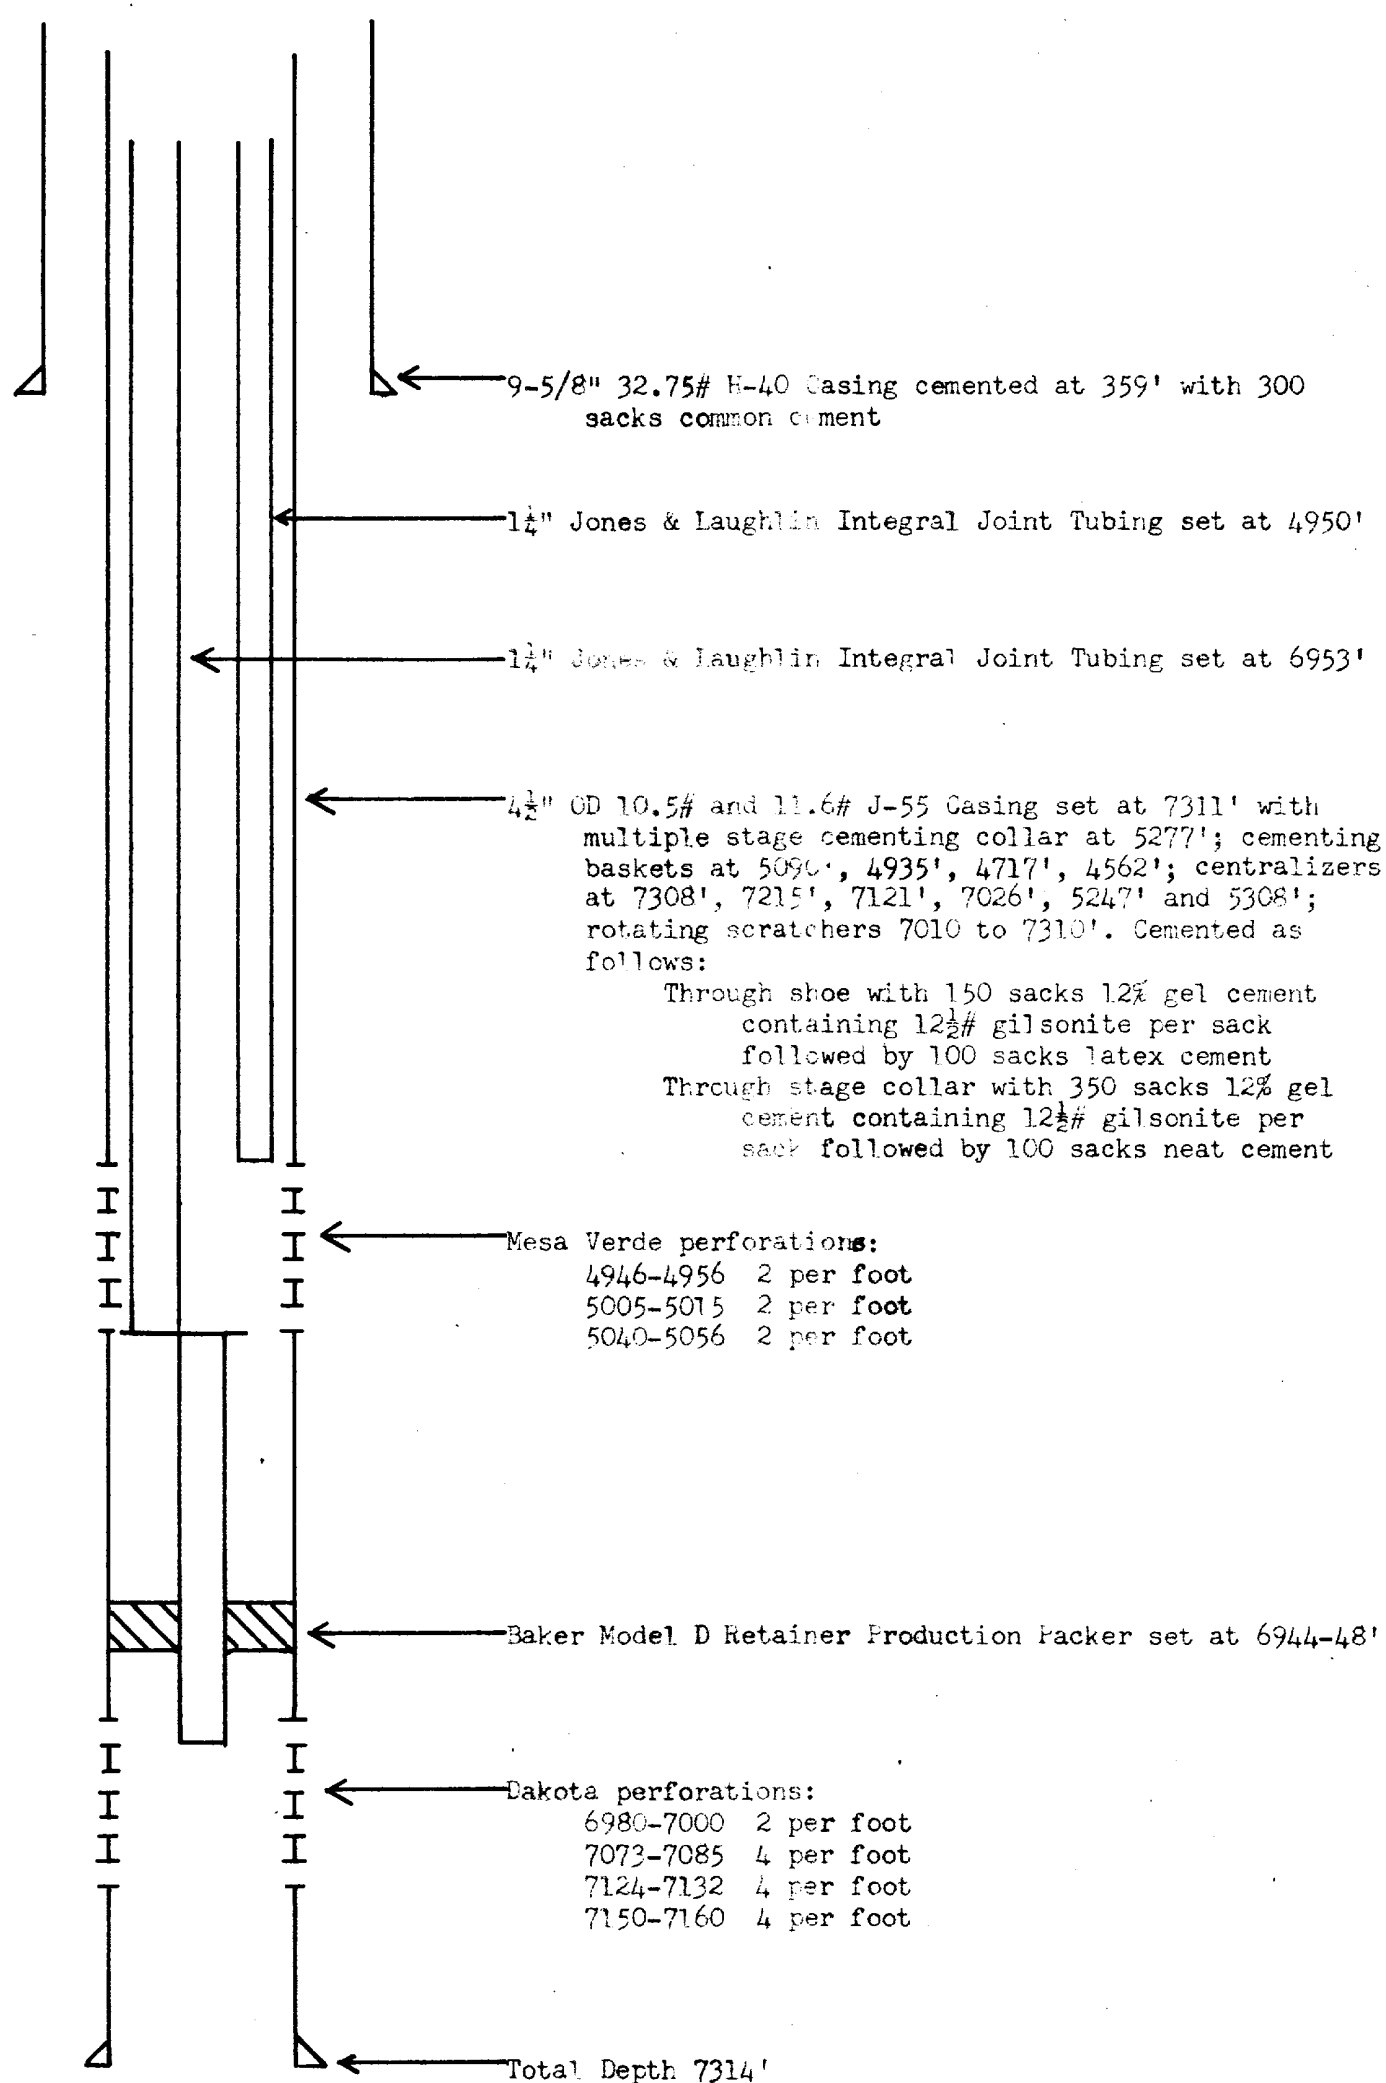 9-5/8" 32.75# H-40 Casing cemented at 359' with 300
sacks common cement
1¼" Jones & Laughlin Integral Joint Tubing set at 4950'
1¼" Jones & Laughlin Integral Joint Tubing set at 6953'
4½" OD 10.5# and 11.6# J-55 Casing set at 7311' with
multiple stage cementing collar at 5277'; cementing
baskets at 4935', 4717', 4562'; centralizers
at 7308', 7215', 7121', 7026', 5247' and 5308';
rotating scratchers 7010 to 7310'. Cemented as
follows:
Through shoe with 150 sacks 12% gel cement
containing 12½# gilsonite per sack
followed by 100 sacks latex cement
Through stage collar with 350 sacks 12% gel
cement containing 12½# gilsonite per
sack followed by 100 sacks neat cement
Mesa Verde perforations:
4946-4956 2 per foot
5005-5015 2 per foot
5040-5056 2 per foot
Baker Model D Retainer Production Packer set at 6944-48'
Dakota perforations:
6980-7000 2 per foot
7073-7085 4 per foot
7124-7132 4 per foot
7150-7160 4 per foot
Total Depth 7314'